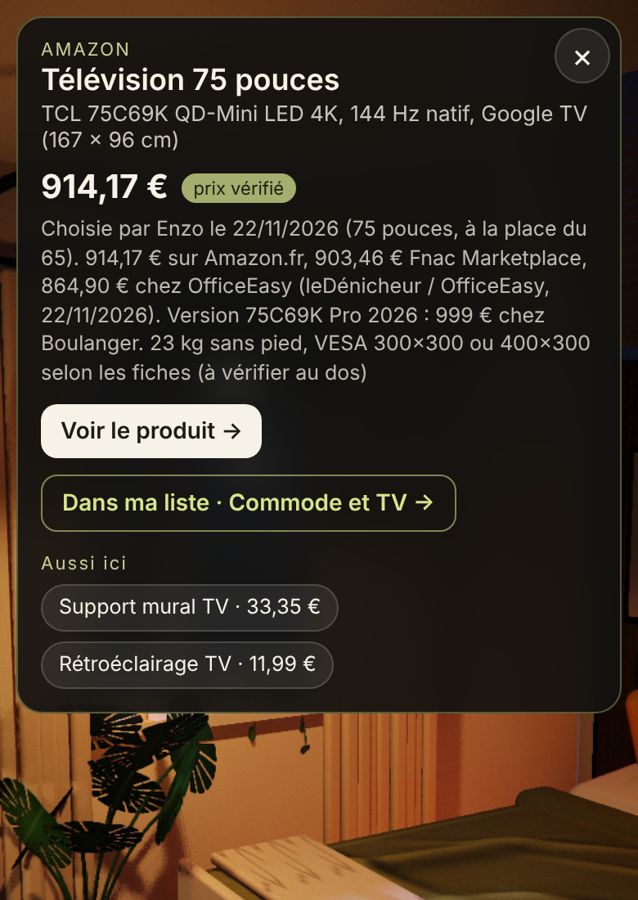 AMAZON
Télévision 75 pouces
TCL 75C69K QD-Mini LED 4K, 144 Hz natif, Google TV
(167 × 96 cm)
914,17 € prix vérifié
Choisie par Enzo le 22/11/2026 (75 pouces, à la place du
65). 914,17 € sur Amazon.fr, 903,46 € Fnac Marketplace,
864,90 € chez OfficeEasy (leDénicheur / OfficeEasy,
22/11/2026). Version 75C69K Pro 2026 : 999 € chez
Boulanger. 23 kg sans pied, VESA 300×300 ou 400×300
selon les fiches (à vérifier au dos)
Voir le produit →
Dans ma liste · Commode et TV →
Aussi ici
Support mural TV · 33,35 €
Rétroéclairage TV · 11,99 €